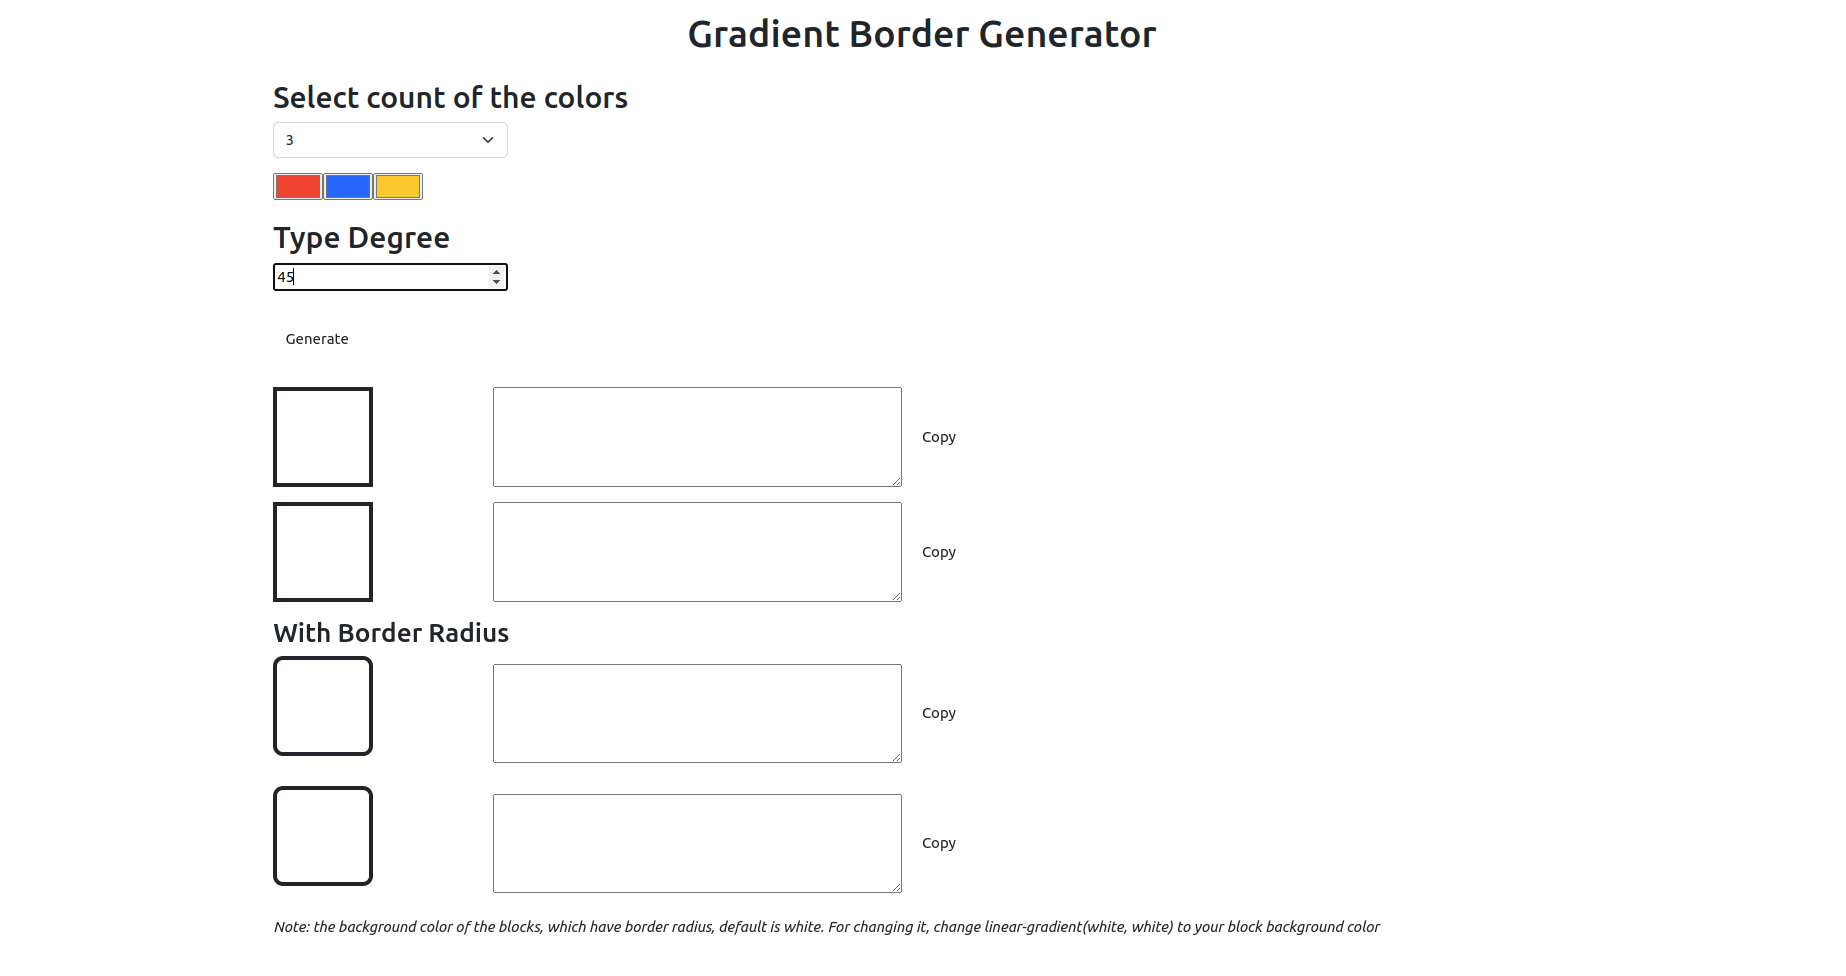 Gradient Border Generator
Select count of the colors
3
Type Degree
45
Generate
Copy
Copy
With Border Radius
Copy
Copy
Note: the background color of the blocks, which have border radius, default is white. For changing it, change linear-gradient(white, white) to your block background color